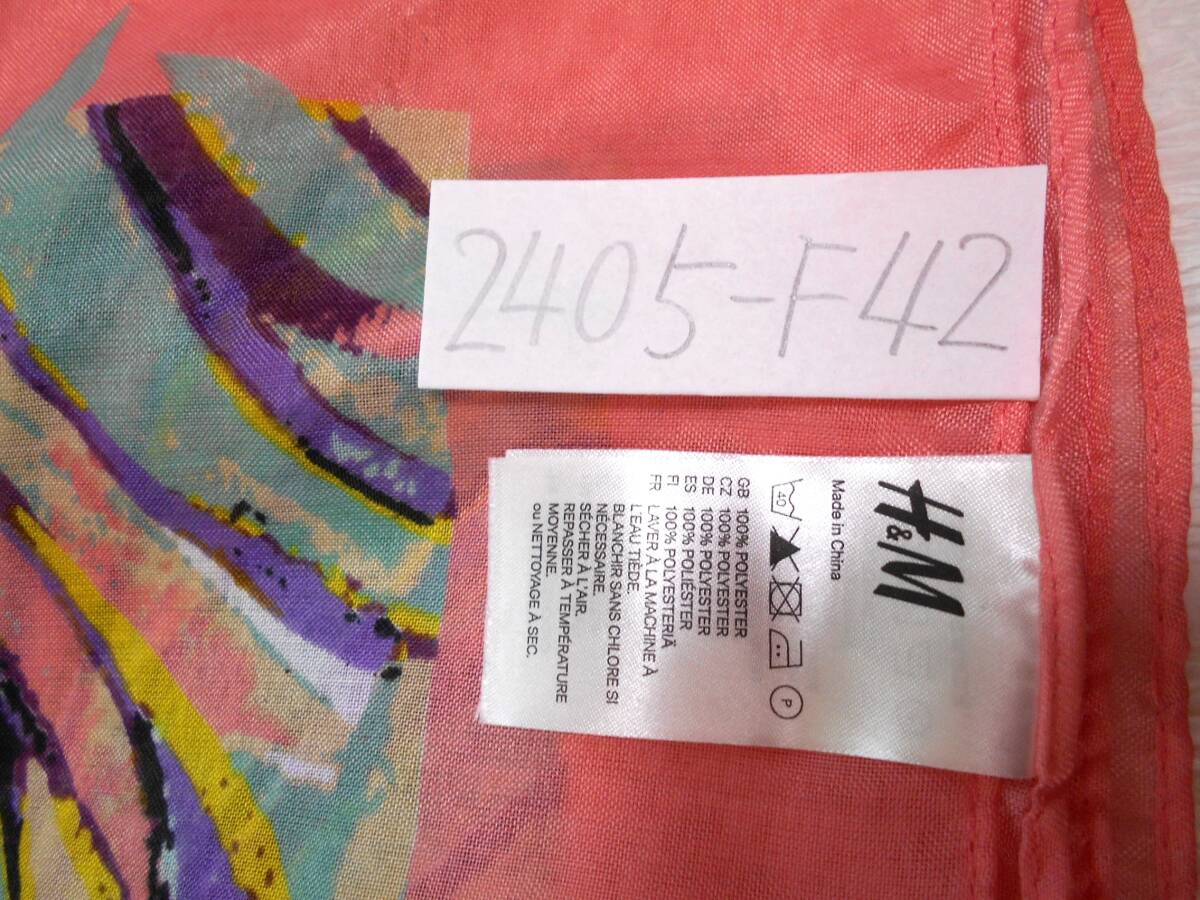 2405-F42
H&M
Made in China
40
P
GB 100% POLYESTER
CZ 100% POLYESTER
DE 100% POLYESTER
ES 100% POLIÉSTER
FI 100% POLYESTERIÄ
FR LAVER À LA MACHINE À
L'EAU TIÈDE.
BLANCHIR SANS CHLORE SI
NÉCESSAIRE.
SÉCHER À L'AIR.
REPASSER À TEMPÉRATURE
MOYENNE.
OU NETTOYAGE À SEC.